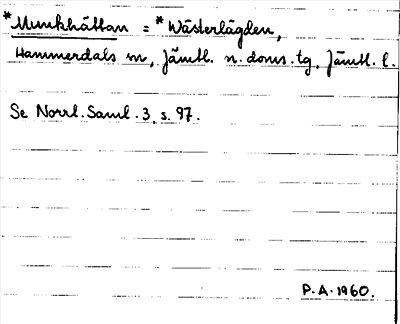 *Munkhättan = *Wästerlägden,
Hammerdals sn, Jämtl. n. doms. tg, Jämtl. l.
Se Norrl. Saml. 3, s. 97.
P.A. 1960.